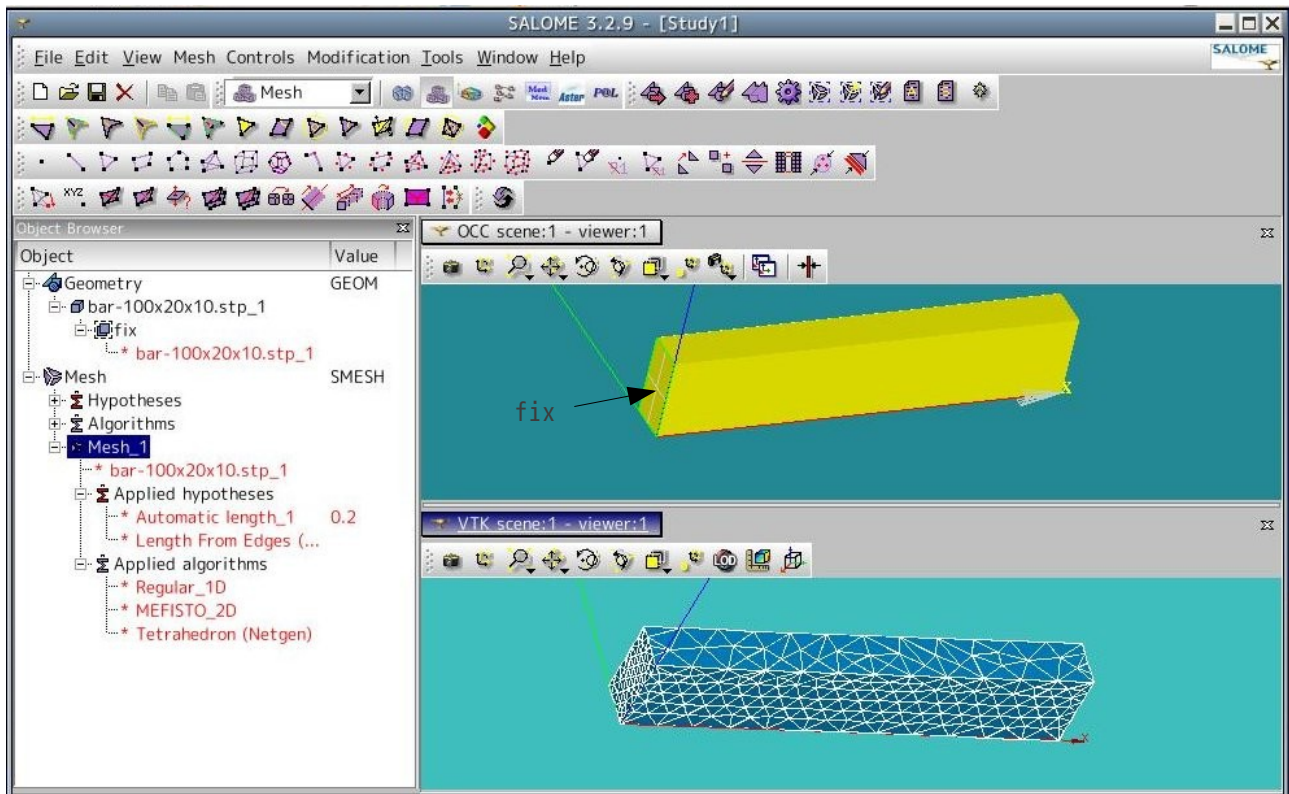 SALOME 3.2.9 - [Study1]
File Edit View Mesh Controls Modification Tools Window Help
SALOME
Mesh
Aster
Object Browser
Object Value
Geometry GEOM
bar-100x20x10.stp_1
fix
* bar-100x20x10.stp_1
Mesh SMESH
Hypotheses
Algorithms
Mesh_1
* bar-100x20x10.stp_1
Applied hypotheses
* Automatic length_1 0.2
* Length From Edges (...
Applied algorithms
* Regular_1D
* MEFISTO_2D
* Tetrahedron (Netgen)
OCC scene:1 - viewer:1
fix
X
VTK scene:1 - viewer:1
LOD
X